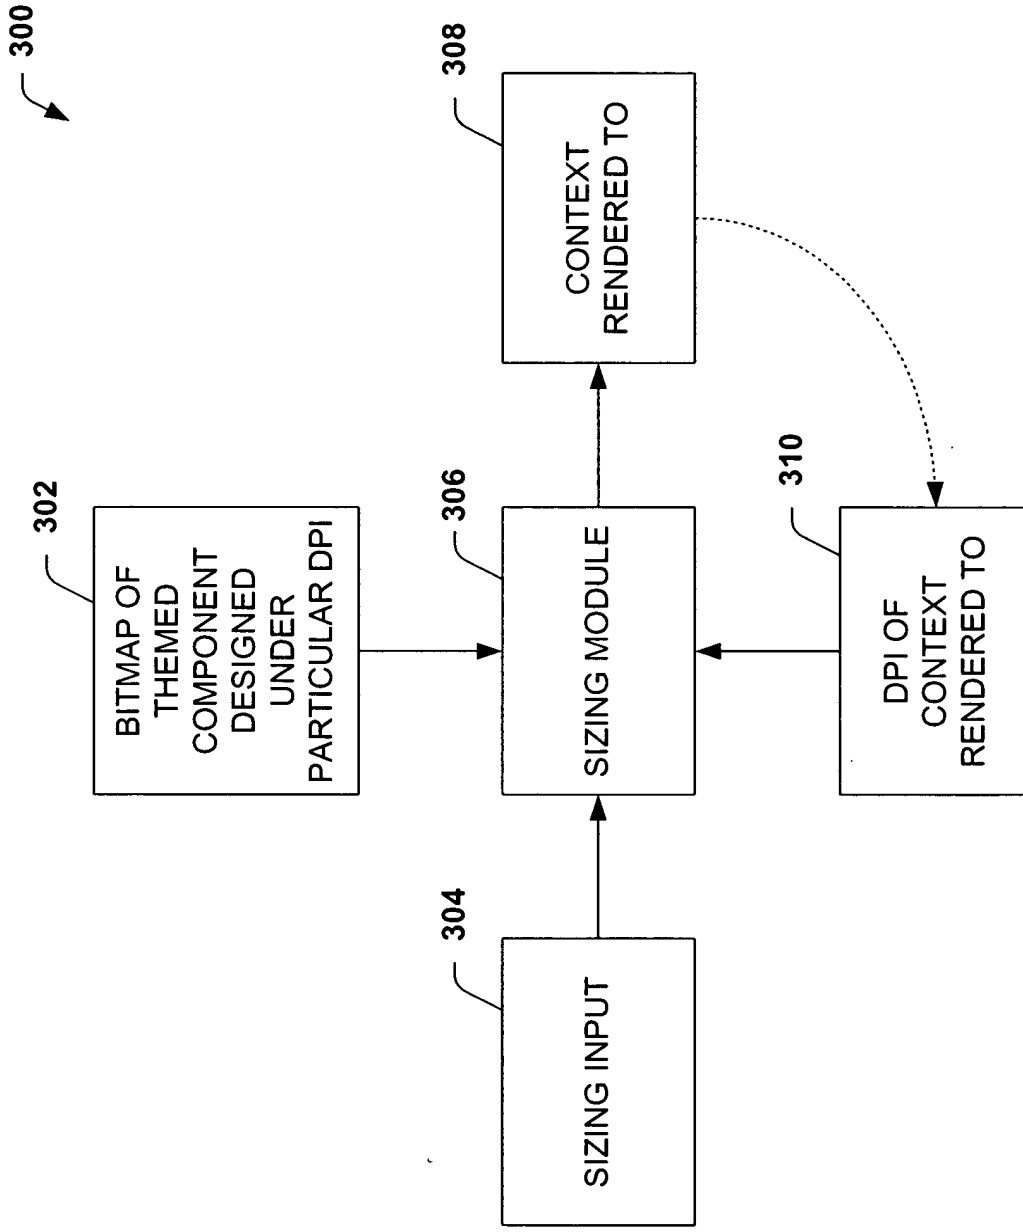 300
302
BITMAP OF
THEMED
COMPONENT
DESIGNED
UNDER
PARTICULAR DPI
304
SIZING INPUT
306
SIZING MODULE
308
CONTEXT
RENDERED TO
310
DPI OF
CONTEXT
RENDERED TO